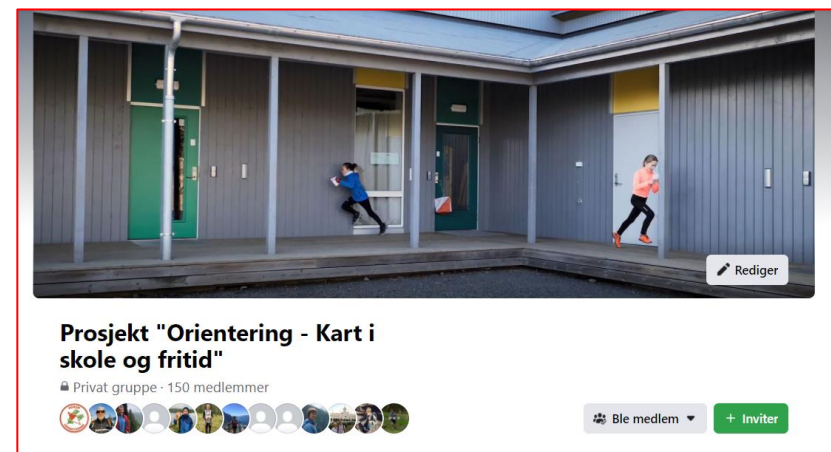 Rediger
Prosjekt "Orientering - Kart i
skole og fritid"
Privat gruppe · 150 medlemmer
Ble medlem
+ Inviter